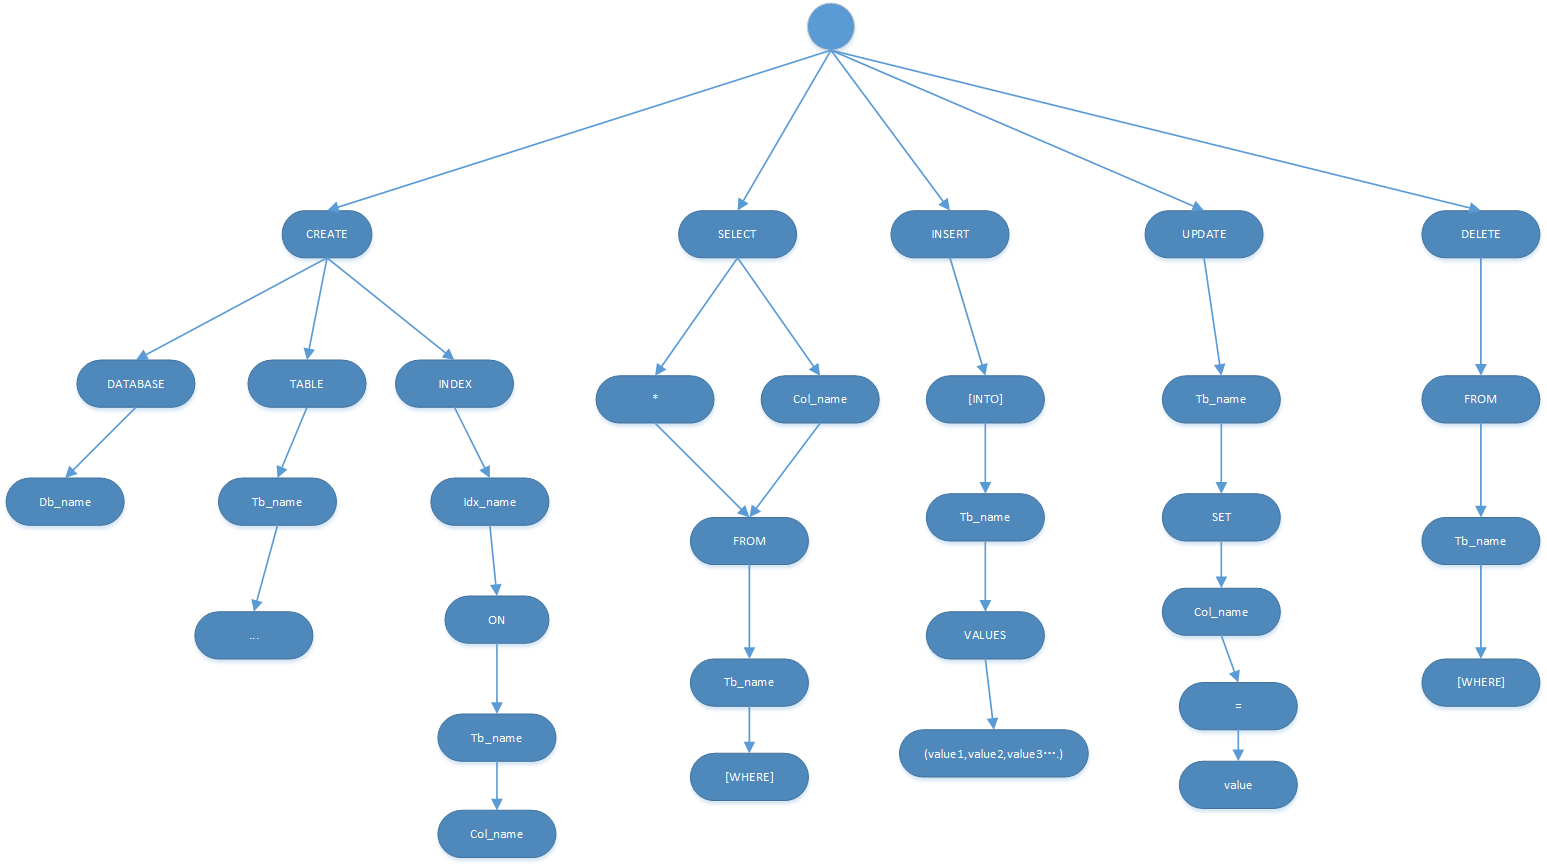 CREATE
SELECT
INSERT
UPDATE
DELETE
DATABASE
TABLE
INDEX
*
Col_name
[INTO]
Tb_name
FROM
Db_name
Tb_name
Idx_name
FROM
Tb_name
SET
Tb_name
...
ON
VALUES
Col_name
Tb_name
[WHERE]
=
[WHERE]
Tb_name
(value1,value2,value3⋯.)
[WHERE]
value
Col_name